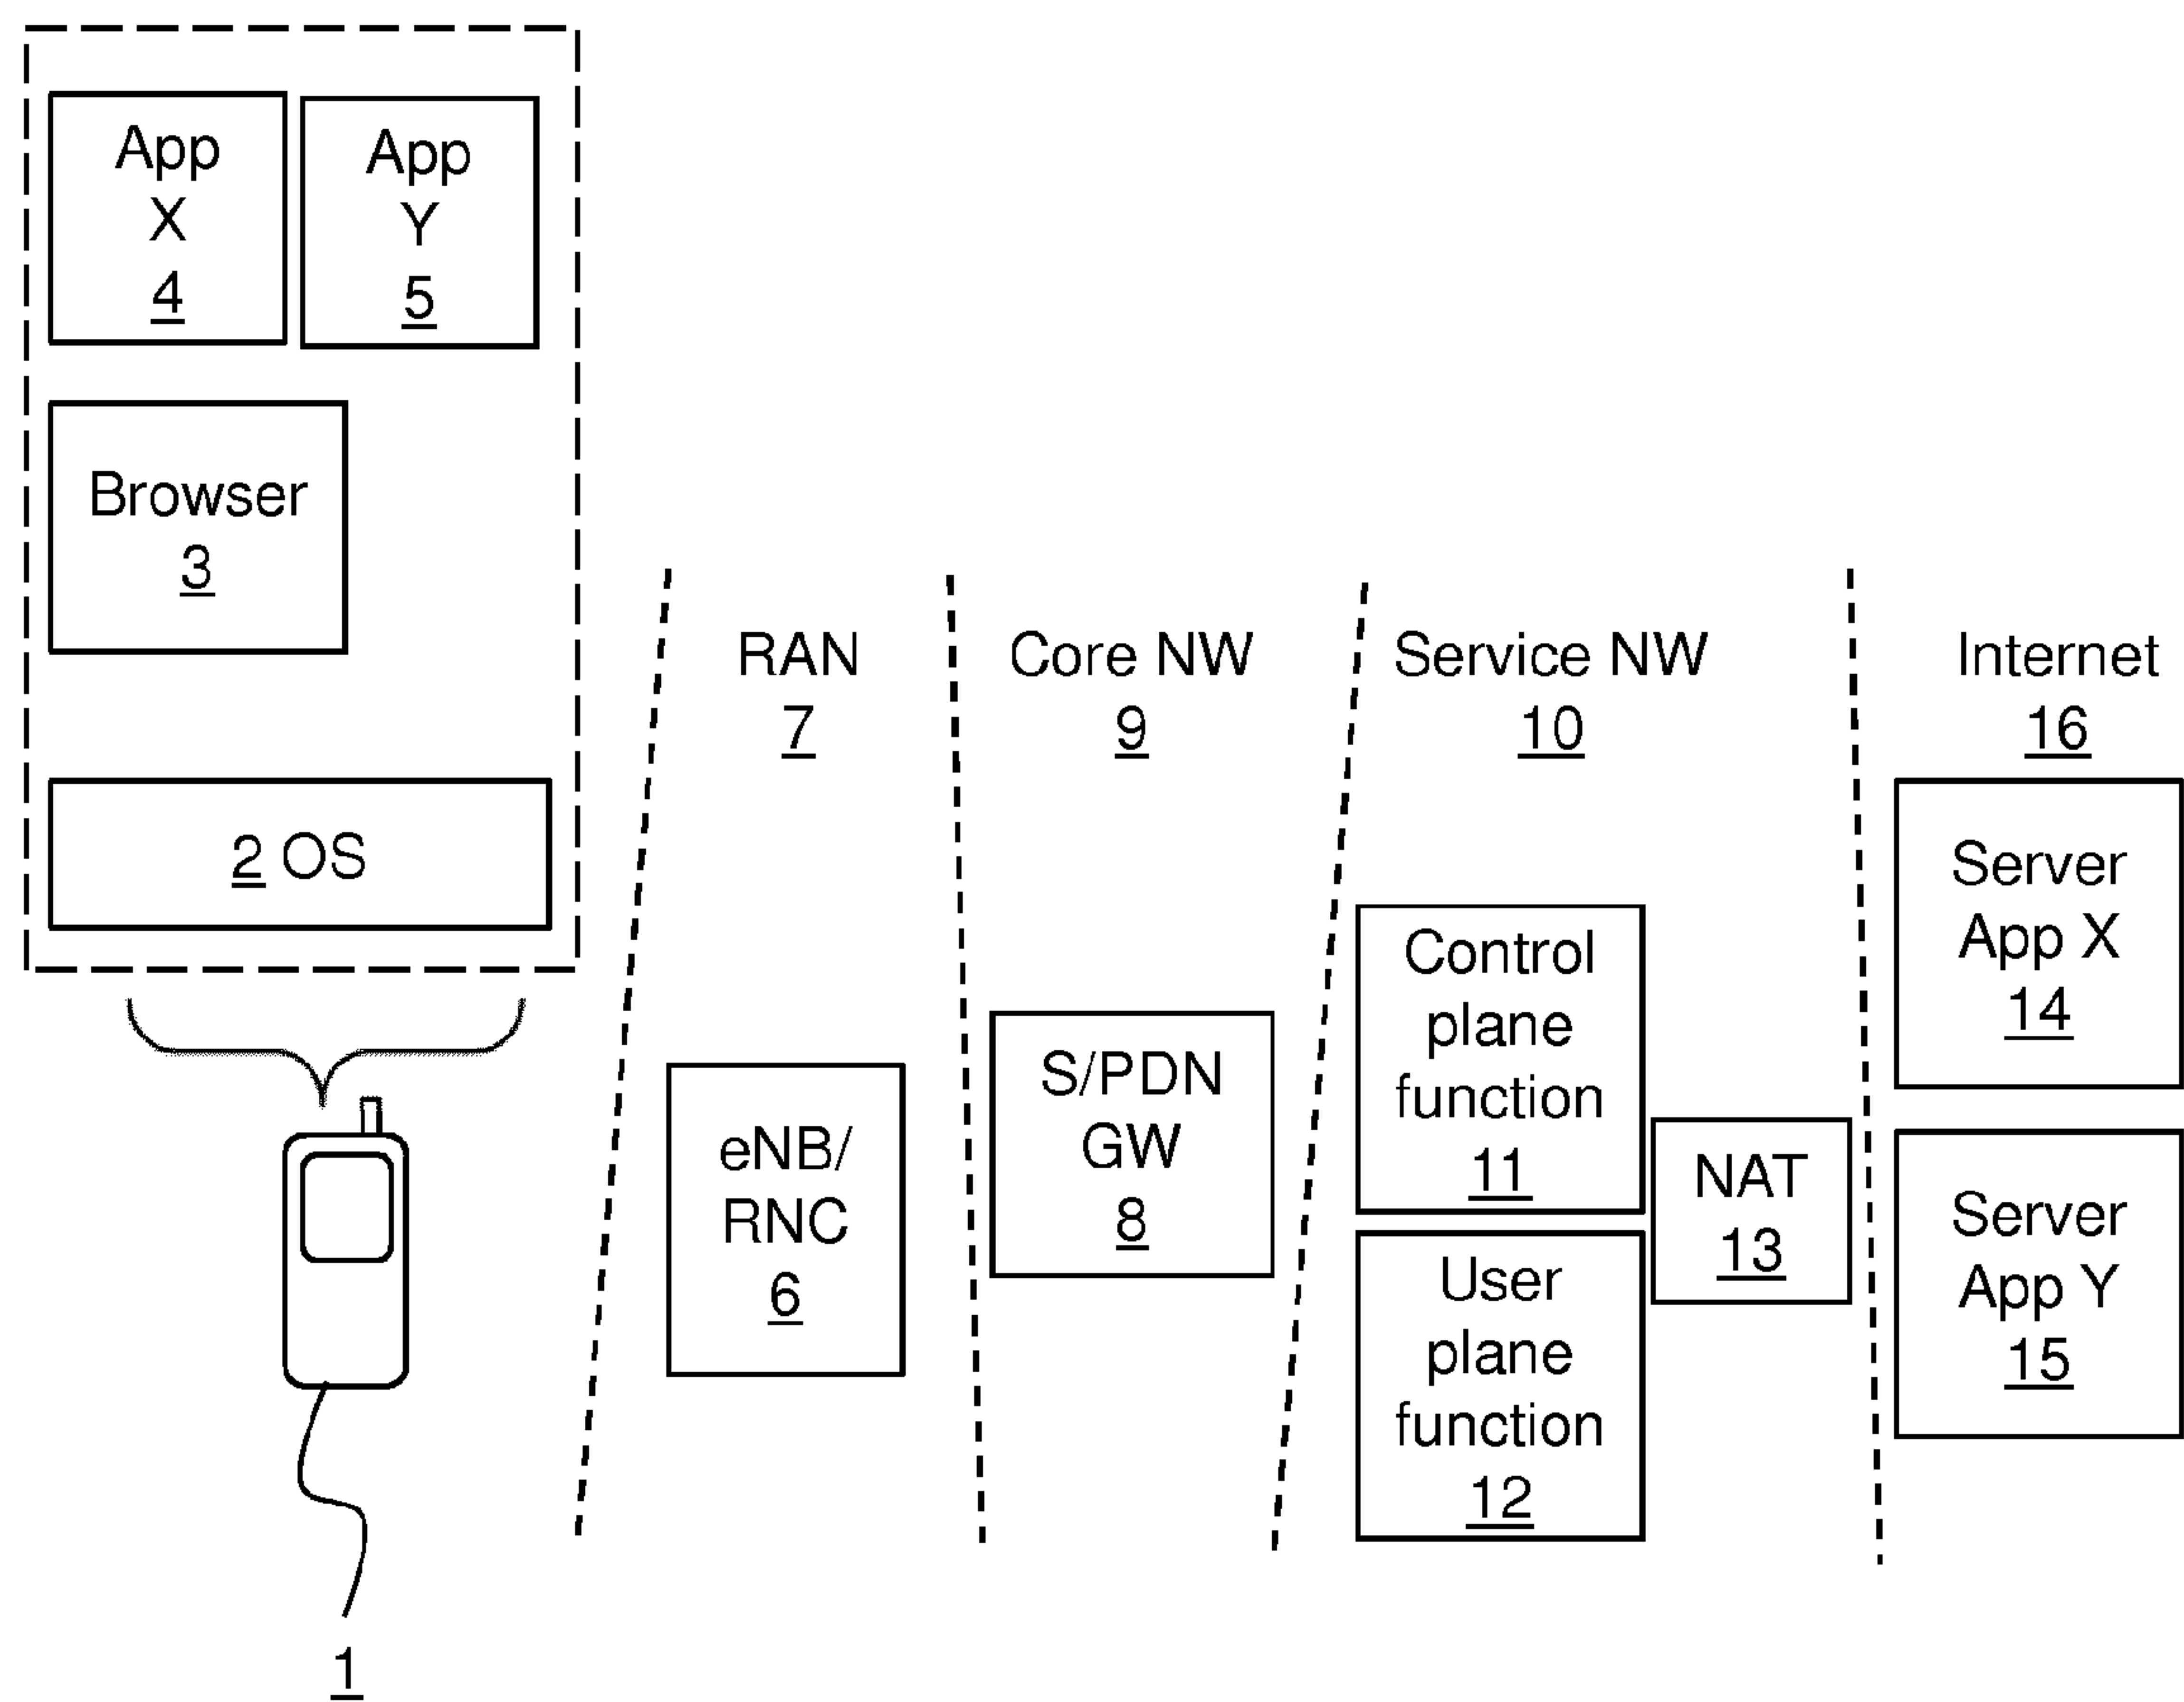 App
X
4
App
Y
5
Browser
3
2 OS
1
RAN
7
eNB/
RNC
6
Core NW
9
S/PDN
GW
8
Service NW
10
Control
plane
function
11
User
plane
function
12
NAT
13
Internet
16
Server
App X
14
Server
App Y
15